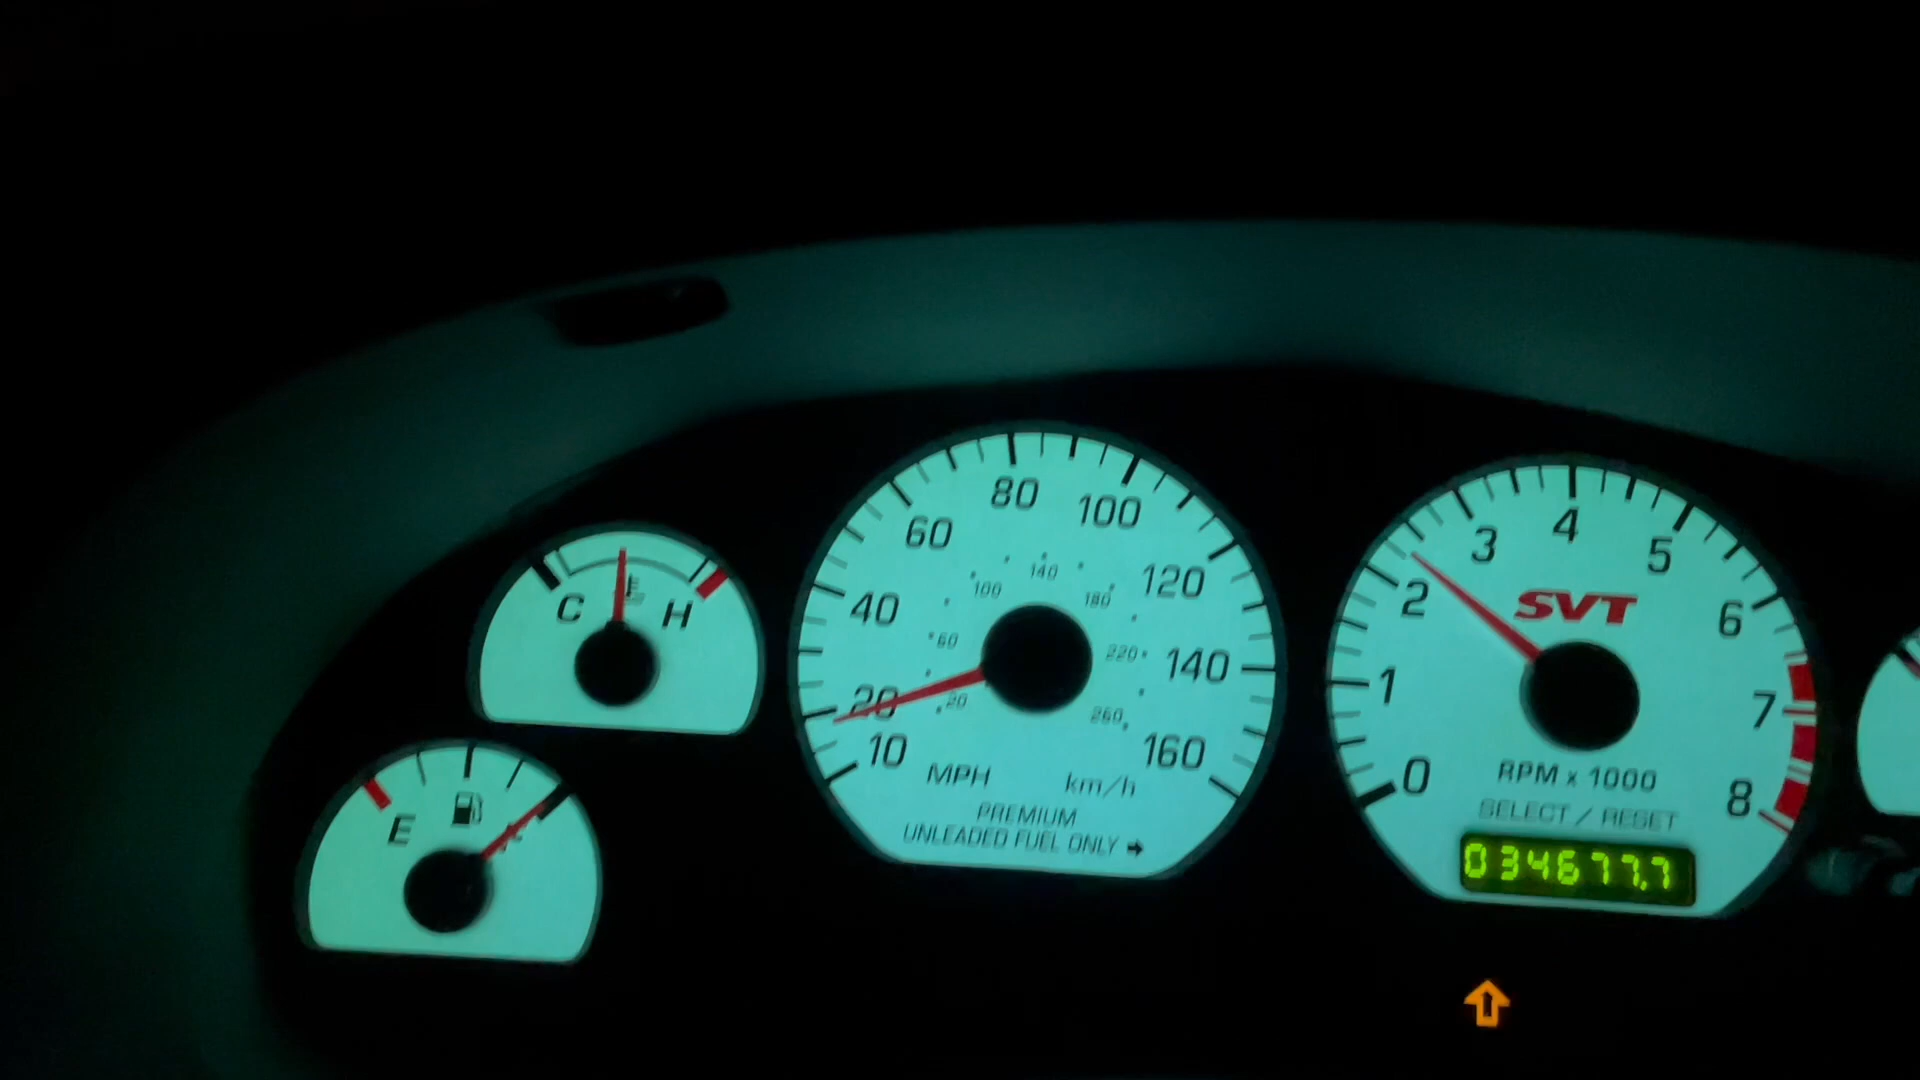 C H
E F
10 20 40 60 80 100 120 140 160
20 60 100 140 180 220 260
MPH km/h
PREMIUM
UNLEADED FUEL ONLY
0 1 2 3 4 5 6 7 8
SVT
RPM x 1000
SELECT / RESET
034677.7